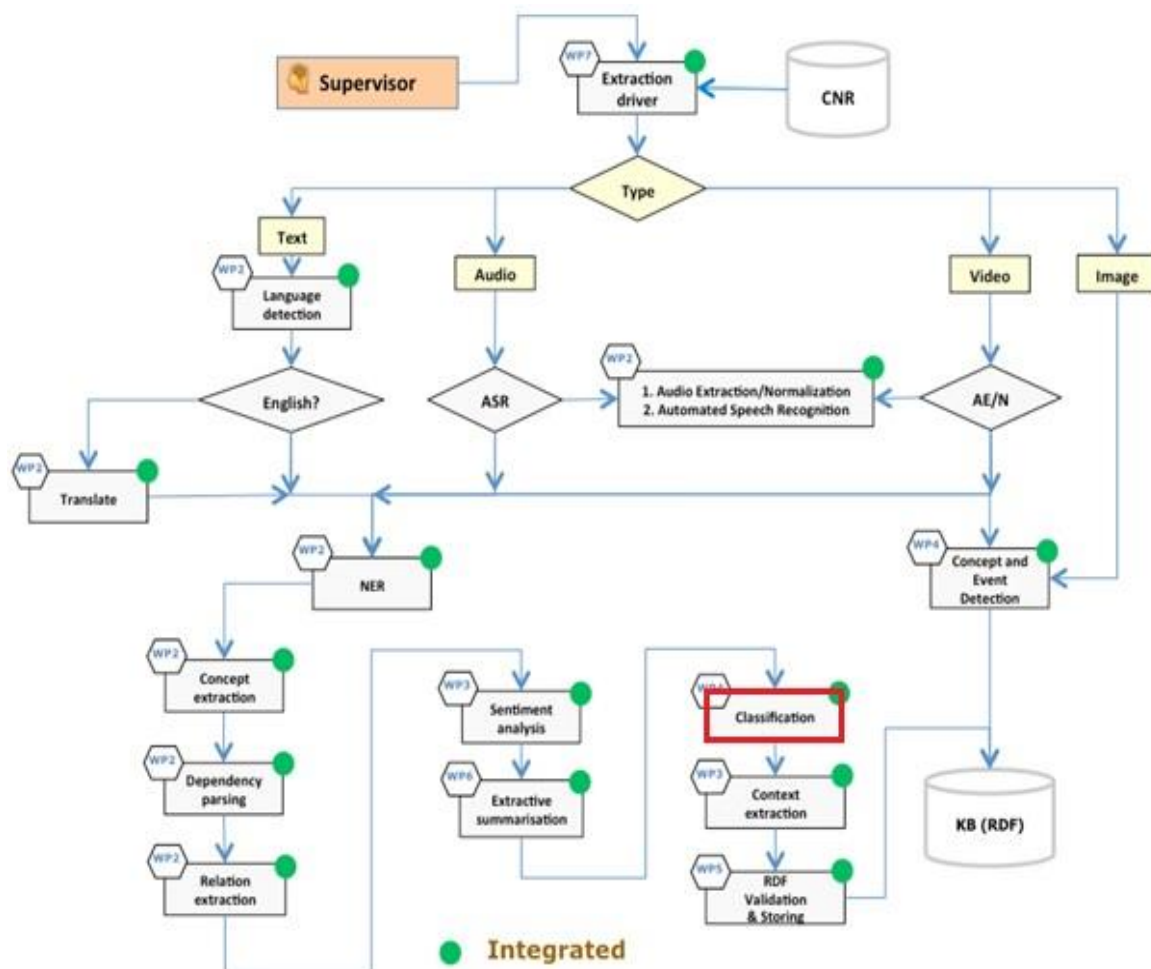 WP7
Supervisor
Extraction
driver
CNR
Type
Text
WP2
Language
detection
Audio
Video
Image
English?
ASR
WP2
1. Audio Extraction/Normalization
2. Automated Speech Recognition
AE/N
WP2
Translate
WP2
NER
WP4
Concept and
Event
Detection
WP2
Concept
extraction
WP2
Dependency
parsing
WP2
Relation
extraction
WP3
Sentiment
analysis
WP6
Extractive
summarisation
Classification
WP3
Context
extraction
WP5
RDF
Validation
& Storing
KB (RDF)
Integrated